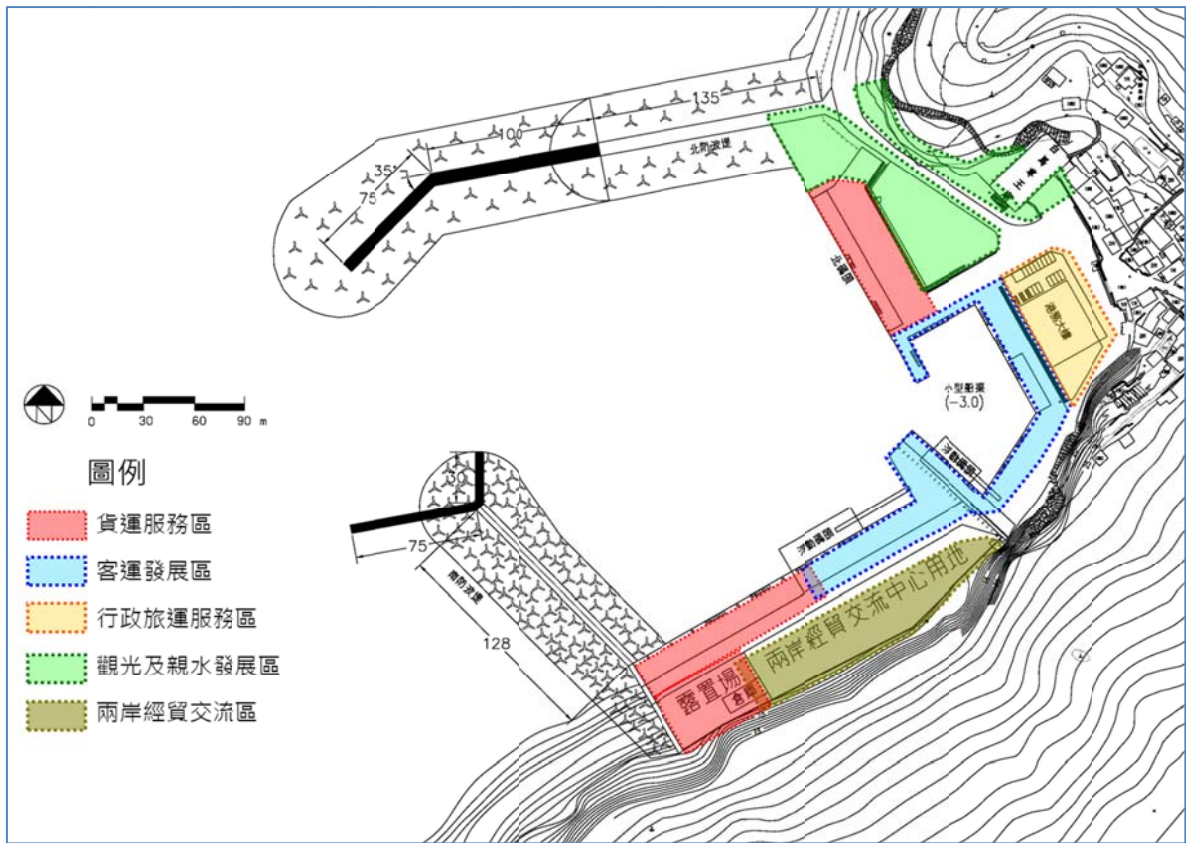 135
100
北防波堤
35°
75
北碼頭
港務大樓
小型船渠
(-3.0)
浮動碼頭
浮動碼頭
N
0 30 60 90 m
30
75
南防波堤
128
兩岸經貿交流中心用地
露置場
圖例
貨運服務區
客運發展區
行政旅運服務區
觀光及親水發展區
兩岸經貿交流區